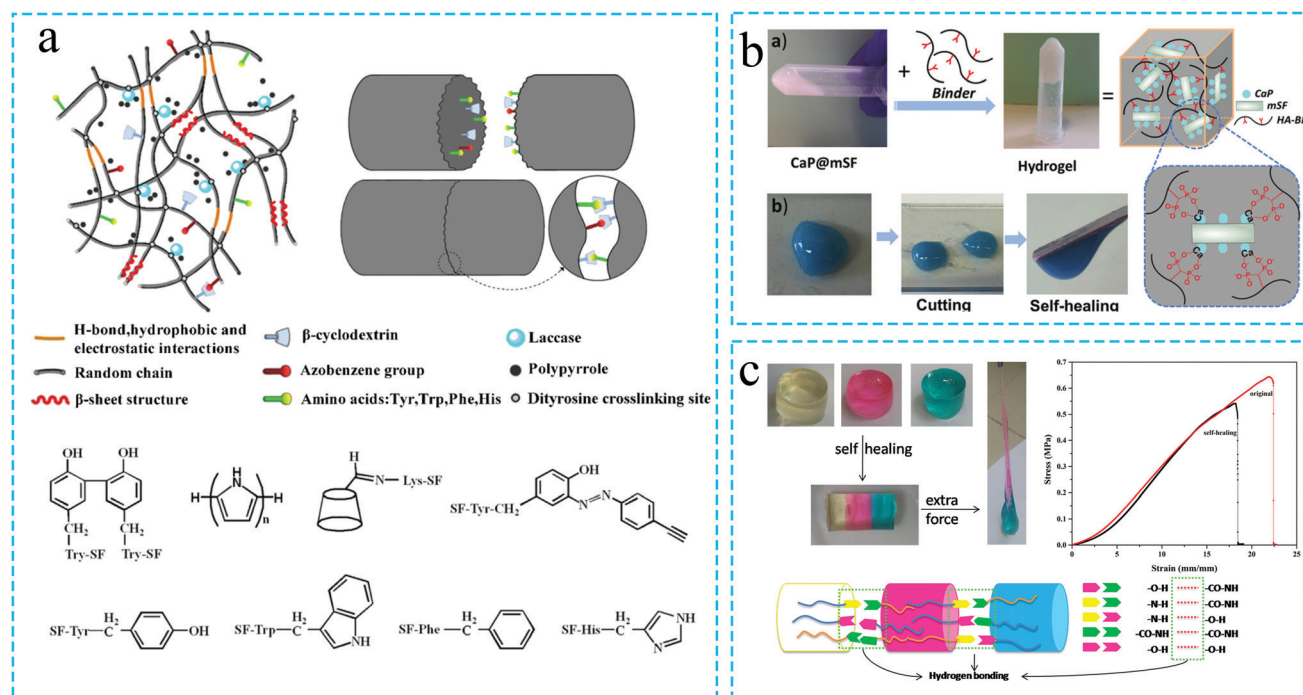 a
H-bond,hydrophobic and
electrostatic interactions
Random chain
β-sheet structure
β-cyclodextrin
Azobenzene group
Amino acids:Tyr,Trp,Phe,His
Laccase
Polypyrrole
Dityrosine crosslinking site
OH
OH
CH2
CH2
Try-SF
Try-SF
H
N
H
H
n
H
N
Lys-SF
OH
SF-Tyr-CH2
N
N
SF-Tyr
H2
C
OH
SF-Trp
H2
C
NH
SF-Phe
H2
C
SF-His
H2
C
HN
N
b
a)
+
Binder
=
CaP@mSF
Hydrogel
CaP
mSF
b)
Cutting
Self-healing
Ca
Ca
Ca
Ca
c
self healing
extra
force
Stress (MPa)
0.7
0.6
0.5
0.4
0.3
0.2
0.1
0.0
0
5
10
15
20
25
Strain (mm/mm)
original
self-healing
-O-H
-CO-NH
-N-H
-CO-NH
-N-H
-O-H
-CO-NH
-CO-NH
-O-H
-O-H
Hydrogen bonding